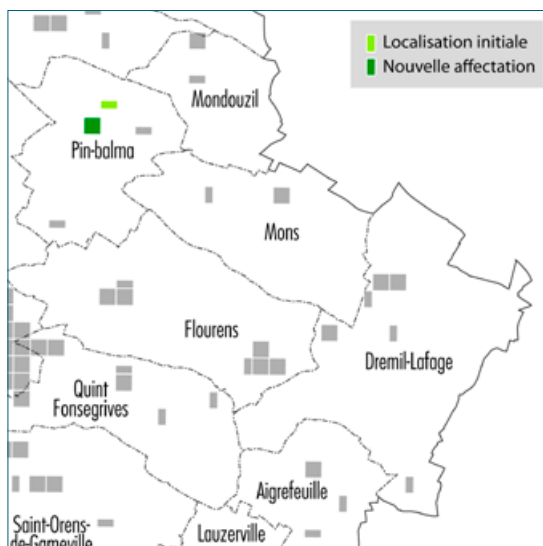 Localisation initiale
Nouvelle affectation
Mondouzil
Pin-balma
Mons
Flourens
Dremil-Lafage
Quint
Fonsegrives
Aigrefeuille
Saint-Orens-
de-Gameville
Lauzerville